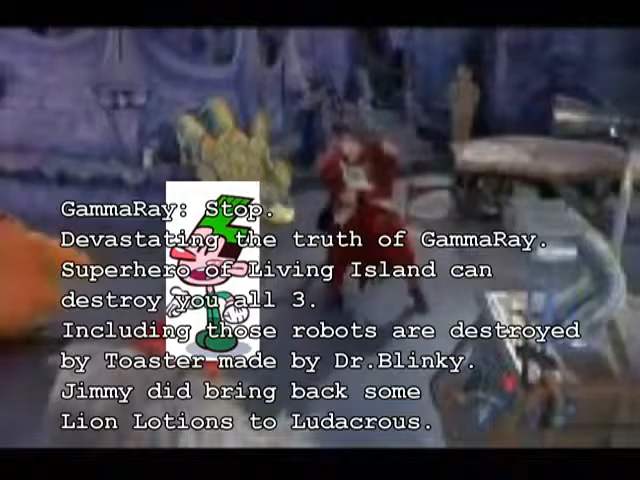 GammaRay: Stop.
Devastating the truth of GammaRay.
Superhero of Living Island can
destroy you all 3.
Including those robots are destroyed
by Toaster made by Dr.Blinky.
Jimmy did bring back some
Lion Lotions to Ludacrous.